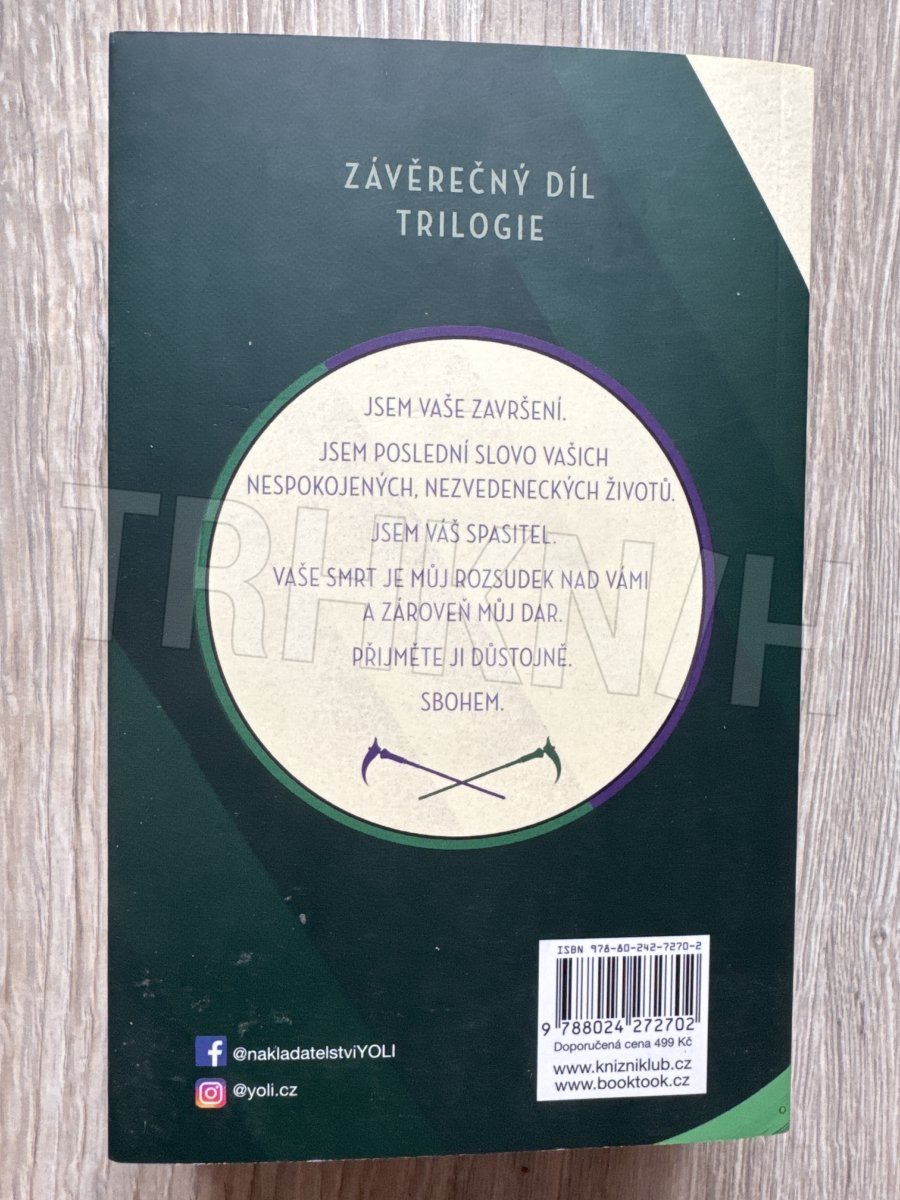 ZÁVĚREČNÝ DÍL
TRILOGIE
JSEM VAŠE ZAVRŠENÍ.
JSEM POSLEDNÍ SLOVO VAŠICH
NESPOKOJENÝCH, NEZVEDENECKÝCH ŽIVOTŮ.
JSEM VÁŠ SPASITEL.
VAŠE SMRT JE MŮJ ROZSUDEK NAD VÁMI
A ZÁROVEŇ MŮJ DAR.
PŘIJMĚTE JI DŮSTOJNĚ.
SBOHEM.
TRHKNIH
ISBN 978-80-242-7270-2
9 788024 272702
Doporučená cena 499 Kč
www.knizniklub.cz
www.booktook.cz
@nakladatelstviYOLI
@yoli.cz